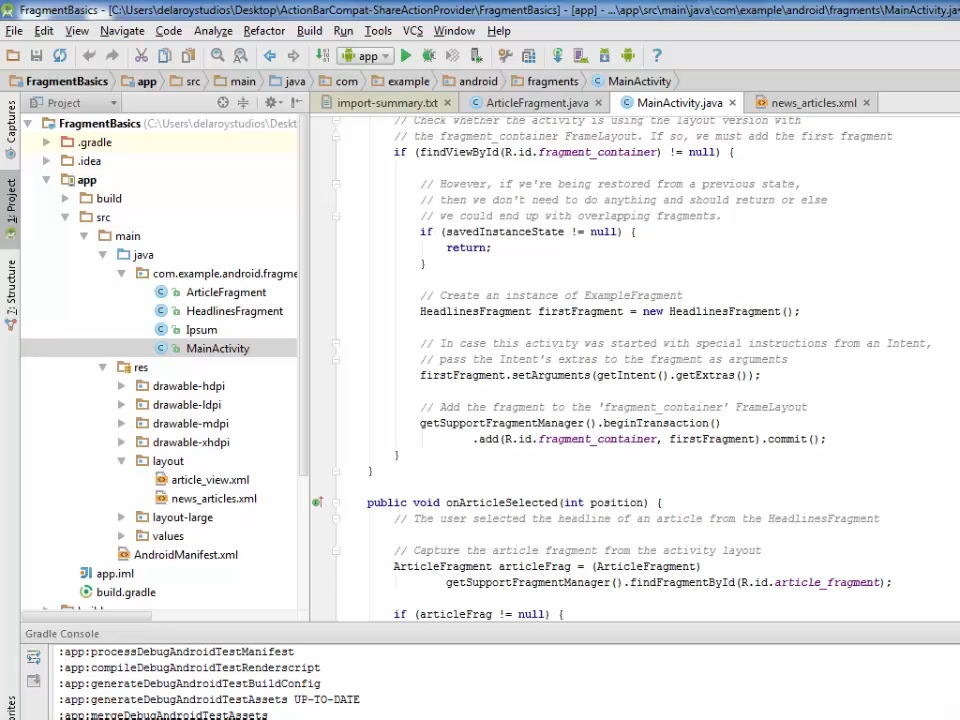 FragmentBasics - [C:\Users\delaroystudios\Desktop\ActionBarCompat-ShareActionProvider\FragmentBasics] - [app] - ...\app\src\main\java\com\example\android\fragments\MainActivity.jav
File Edit View Navigate Code Analyze Refactor Build Run Tools VCS Window Help
app
FragmentBasics app src main java com example android fragments MainActivity
Project import-summary.txt ArticleFragment.java MainActivity.java news_articles.xml
Captures
1: Project
7: Structure
FragmentBasics (C:\Users\delaroystudios\Deskt
.gradle
.idea
app
build
src
main
java
com.example.android.fragme
ArticleFragment
HeadlinesFragment
Ipsum
MainActivity
res
drawable-hdpi
drawable-ldpi
drawable-mdpi
drawable-xhdpi
layout
article_view.xml
news_articles.xml
layout-large
values
AndroidManifest.xml
app.iml
build.gradle
// Check whether the activity is using the layout version with
// the fragment_container FrameLayout. If so, we must add the first fragment
if (findViewById(R.id.fragment_container) != null) {
// However, if we're being restored from a previous state,
// then we don't need to do anything and should return or else
// we could end up with overlapping fragments.
if (savedInstanceState != null) {
return;
}
// Create an instance of ExampleFragment
HeadlinesFragment firstFragment = new HeadlinesFragment();
// In case this activity was started with special instructions from an Intent,
// pass the Intent's extras to the fragment as arguments
firstFragment.setArguments(getIntent().getExtras());
// Add the fragment to the 'fragment_container' FrameLayout
getSupportFragmentManager().beginTransaction()
.add(R.id.fragment_container, firstFragment).commit();
}
}
public void onArticleSelected(int position) {
// The user selected the headline of an article from the HeadlinesFragment
// Capture the article fragment from the activity layout
ArticleFragment articleFrag = (ArticleFragment)
getSupportFragmentManager().findFragmentById(R.id.article_fragment);
if (articleFrag != null) {
Gradle Console
:app:processDebugAndroidTestManifest
:app:compileDebugAndroidTestRenderscript
:app:generateDebugAndroidTestBuildConfig
:app:generateDebugAndroidTestAssets UP-TO-DATE
:app:mergeDebugAndroidTestAssets